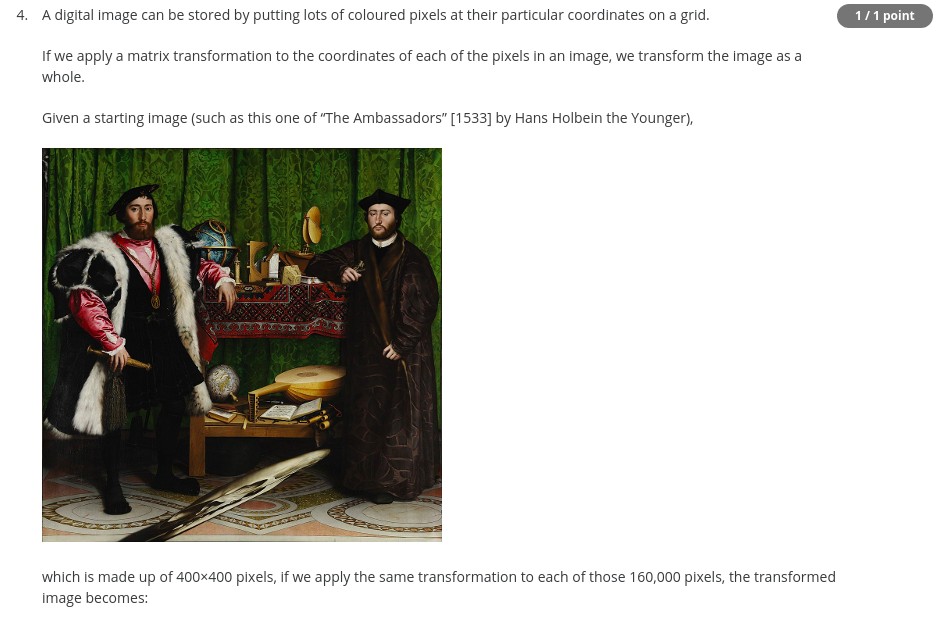 4. A digital image can be stored by putting lots of coloured pixels at their particular coordinates on a grid.
1 / 1 point
If we apply a matrix transformation to the coordinates of each of the pixels in an image, we transform the image as a
whole.
Given a starting image (such as this one of “The Ambassadors” [1533] by Hans Holbein the Younger),
which is made up of 400×400 pixels, if we apply the same transformation to each of those 160,000 pixels, the transformed
image becomes: